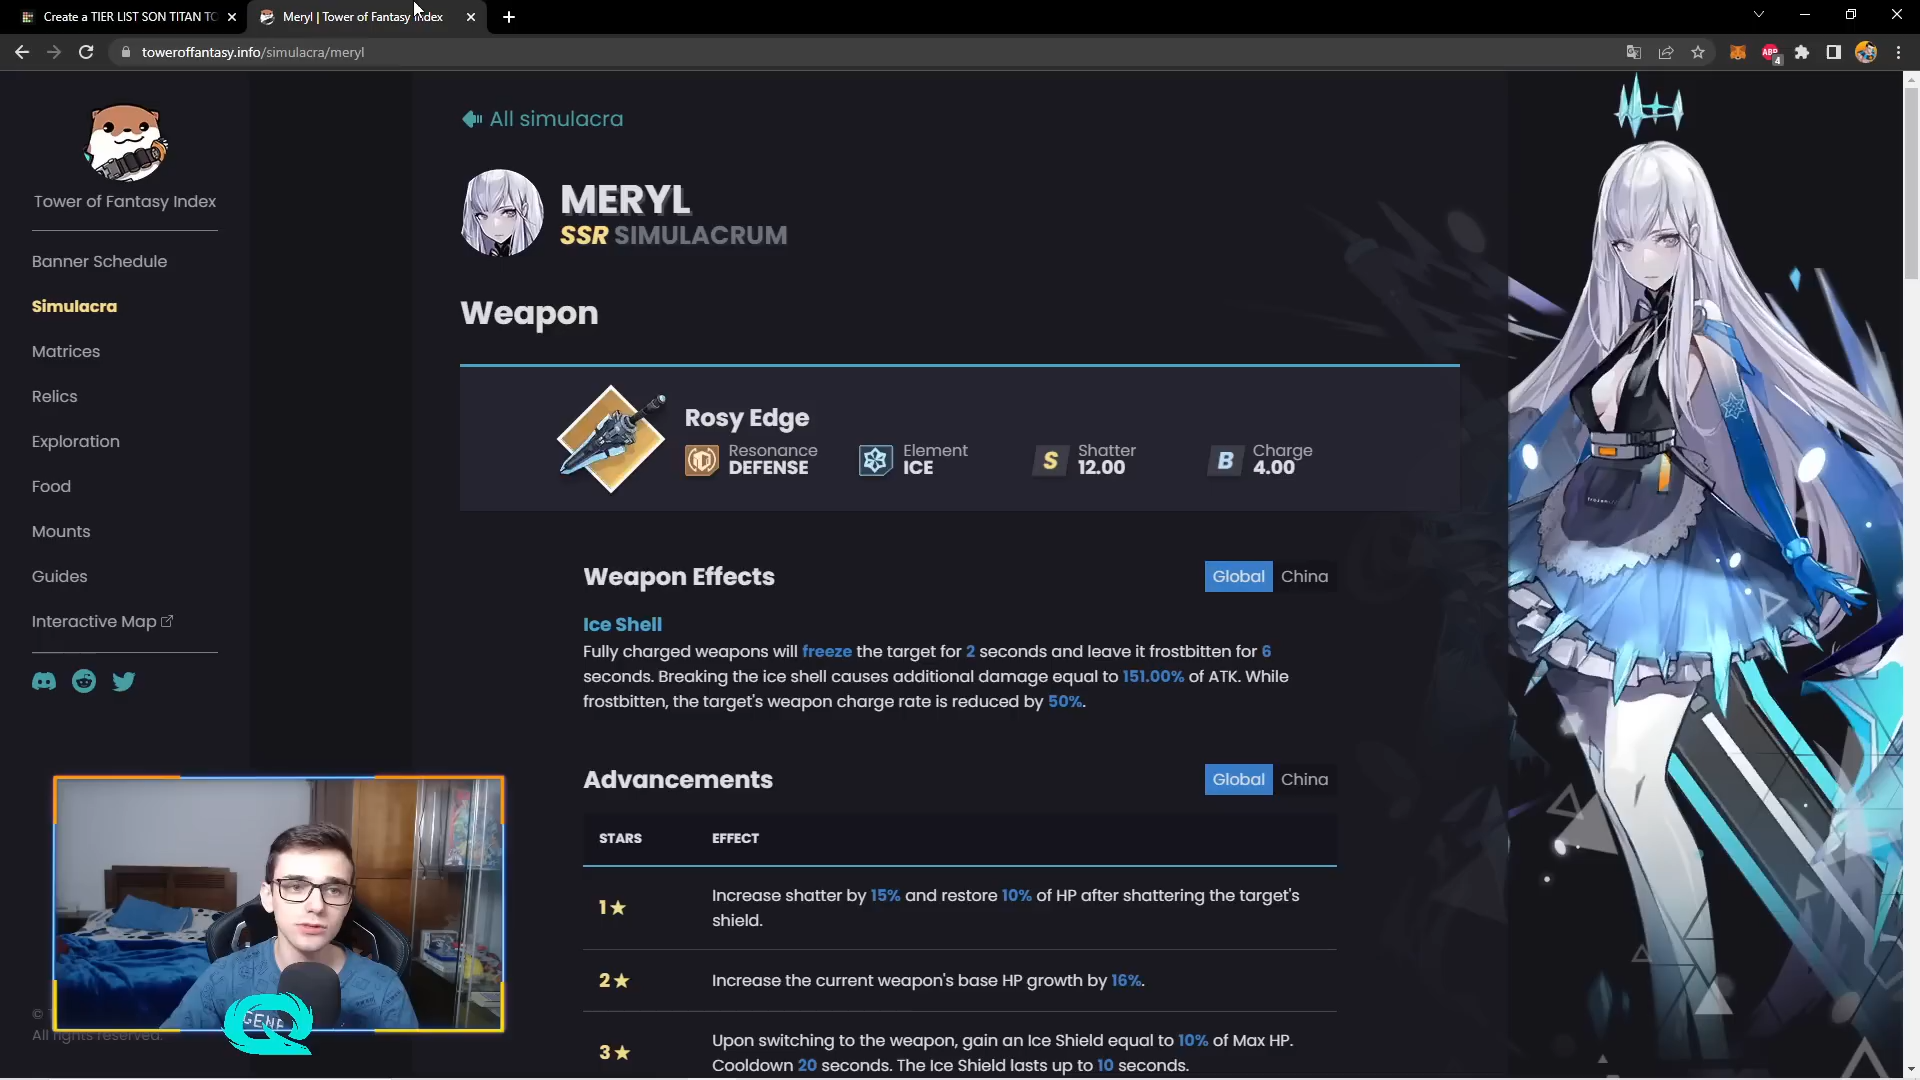 Create a TIER LIST SON TITAN TO
Meryl | Tower of Fantasy Index
toweroffantasy.info/simulacra/meryl
ABP
4
Tower of Fantasy Index
Banner Schedule
Simulacra
Matrices
Relics
Exploration
Food
Mounts
Guides
Interactive Map
All rights reserved.
All simulacra
MERYL
SSR SIMULACRUM
Weapon
Rosy Edge
Resonance
DEFENSE
Element
ICE
S
Shatter
12.00
B
Charge
4.00
Weapon Effects
Global China
Ice Shell
Fully charged weapons will freeze the target for 2 seconds and leave it frostbitten for 6
seconds. Breaking the ice shell causes additional damage equal to 151.00% of ATK. While
frostbitten, the target's weapon charge rate is reduced by 50%.
Advancements
Global China
STARS EFFECT
1★ Increase shatter by 15% and restore 10% of HP after shattering the target's
shield.
2★ Increase the current weapon's base HP growth by 16%.
3★ Upon switching to the weapon, gain an Ice Shield equal to 10% of Max HP.
Cooldown 20 seconds. The Ice Shield lasts up to 10 seconds.